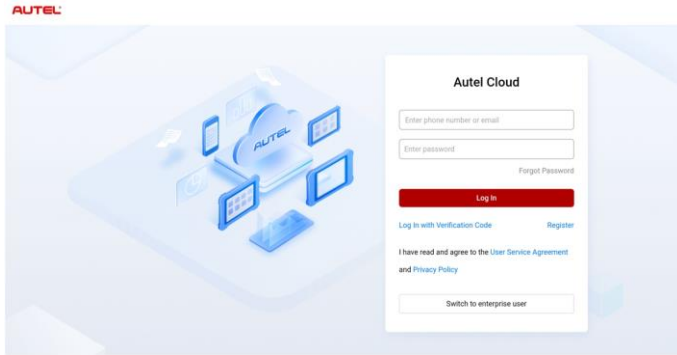 AUTEL
AUTEL
Autel Cloud
Enter phone number or email
Enter password
Forgot Password
Log In
Log In with Verification Code Register
I have read and agree to the User Service Agreement
and Privacy Policy
Switch to enterprise user